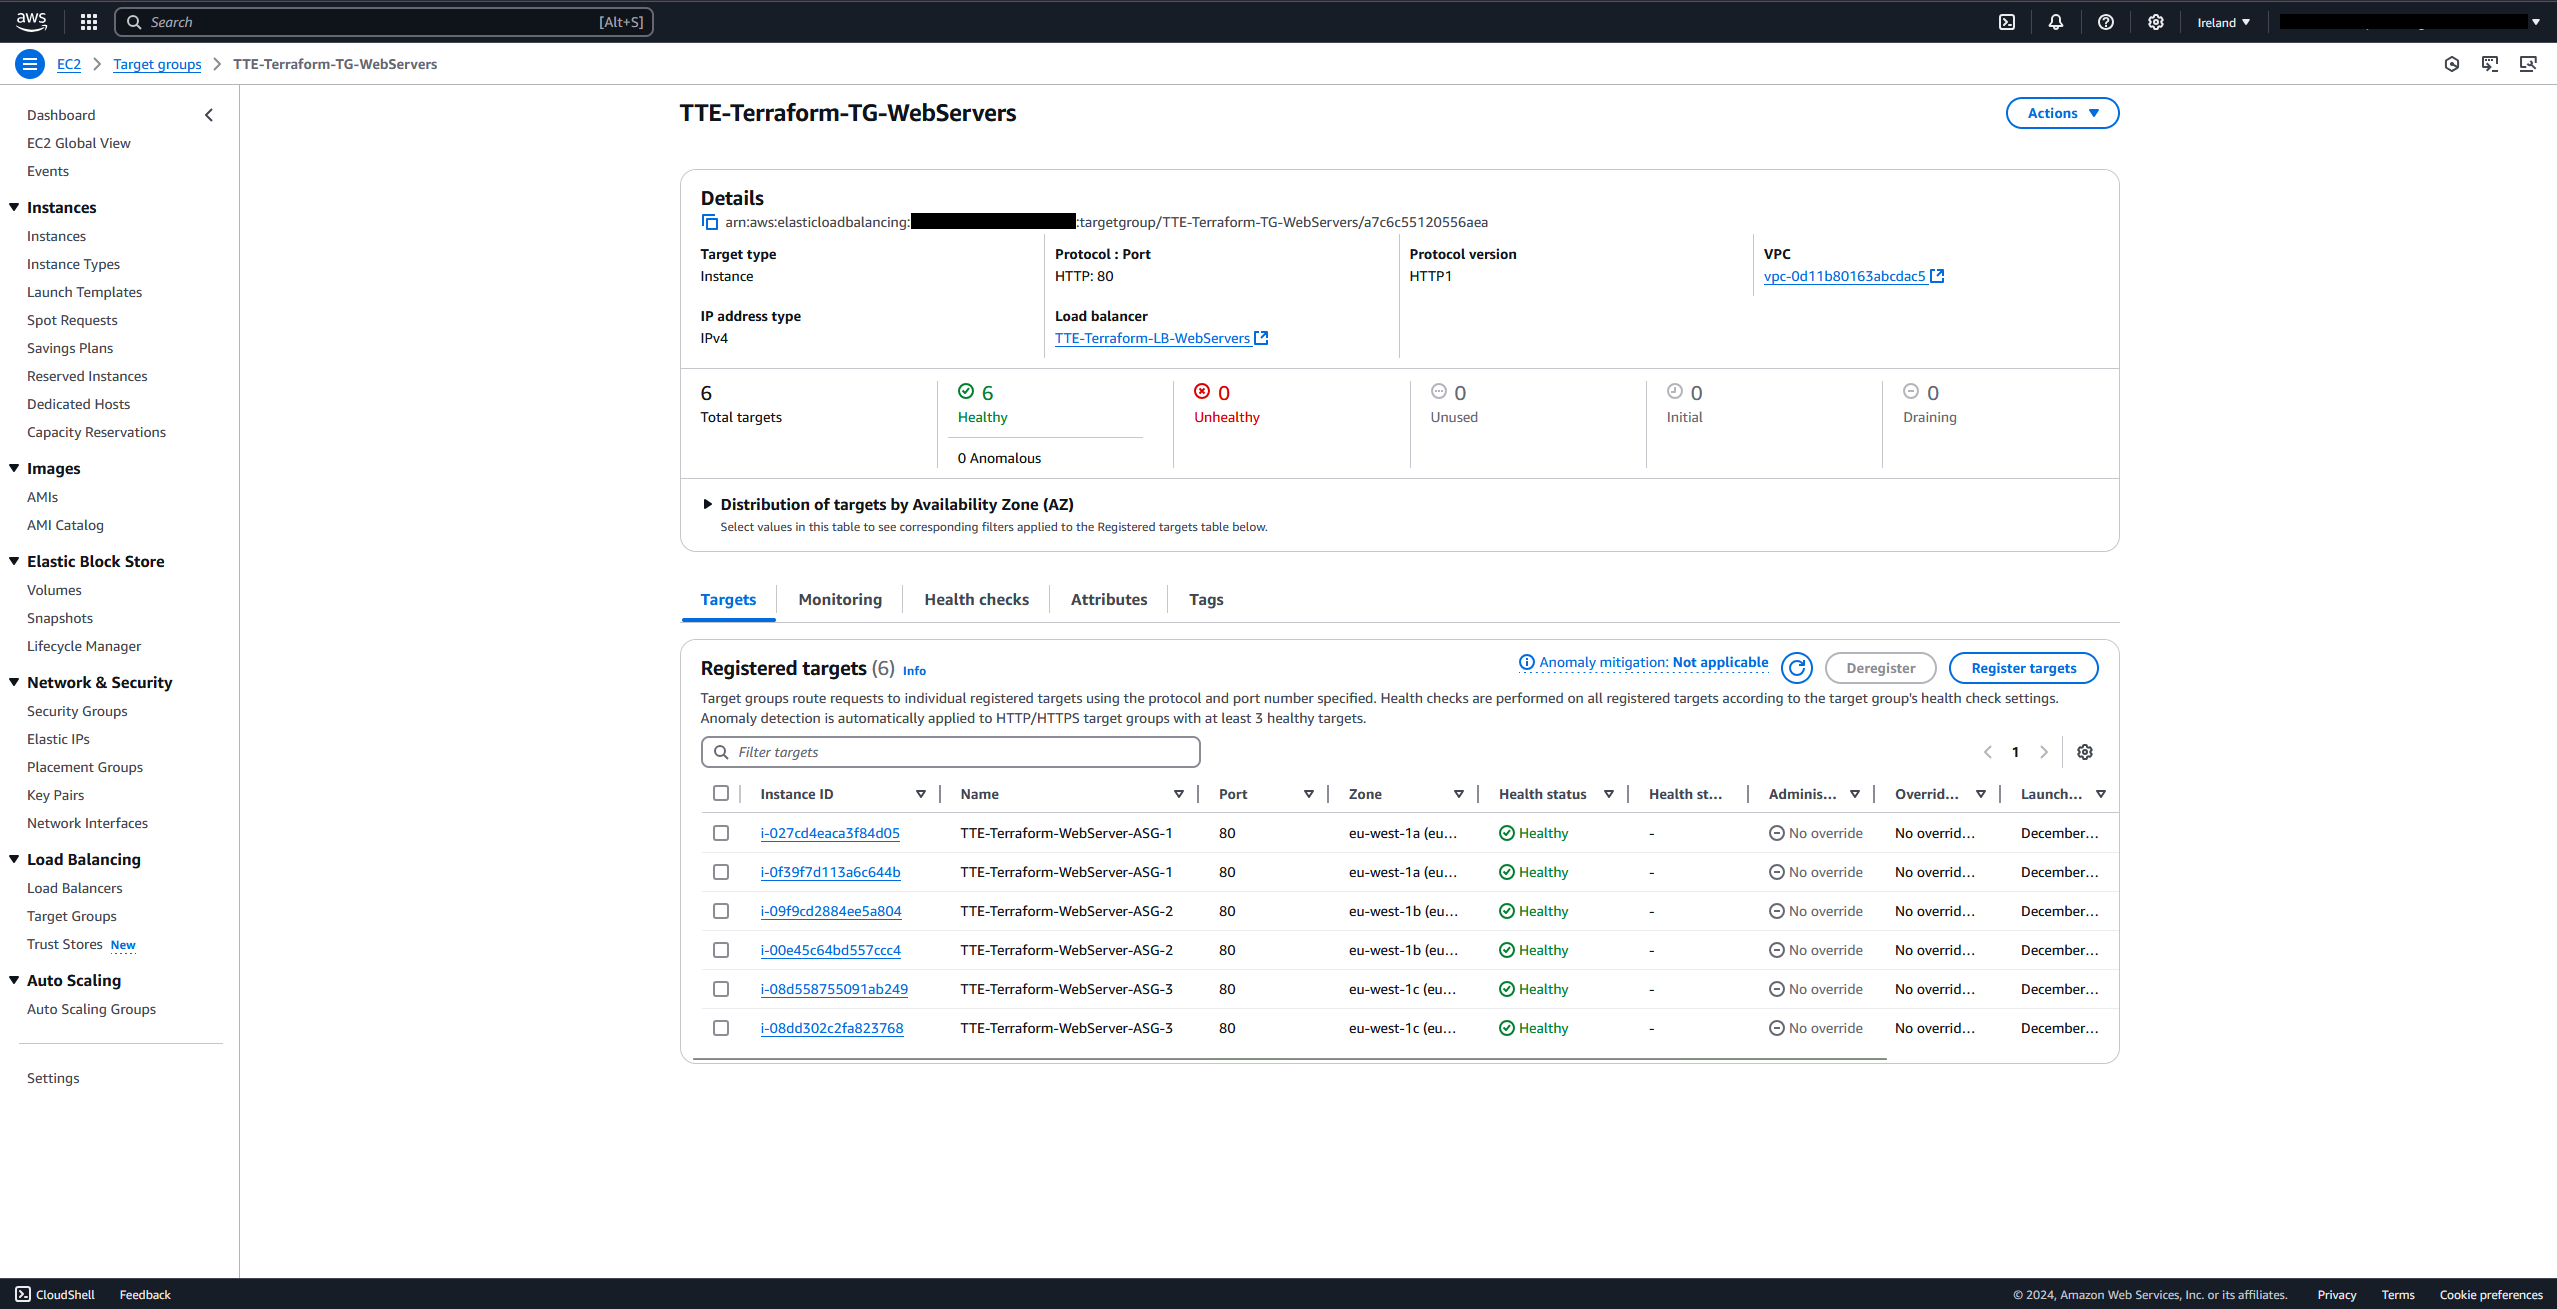 aws
Search [Alt+S]
Ireland
EC2 Target groups TTE-Terraform-TG-WebServers
Dashboard
EC2 Global View
Events
Instances
Instances
Instance Types
Launch Templates
Spot Requests
Savings Plans
Reserved Instances
Dedicated Hosts
Capacity Reservations
Images
AMIs
AMI Catalog
Elastic Block Store
Volumes
Snapshots
Lifecycle Manager
Network & Security
Security Groups
Elastic IPs
Placement Groups
Key Pairs
Network Interfaces
Load Balancing
Load Balancers
Target Groups
Trust Stores New
Auto Scaling
Auto Scaling Groups
Settings
TTE-Terraform-TG-WebServers
Actions
Details
arn:aws:elasticloadbalancing: :targetgroup/TTE-Terraform-TG-WebServers/a7c6c55120556aea
Target type Protocol : Port Protocol version VPC
Instance HTTP: 80 HTTP1 vpc-0d11b80163abcdac5
IP address type Load balancer
IPv4 TTE-Terraform-LB-WebServers
6 6 0 0 0 0
Total targets Healthy Unhealthy Unused Initial Draining
0 Anomalous
Distribution of targets by Availability Zone (AZ)
Select values in this table to see corresponding filters applied to the Registered targets table below.
Targets Monitoring Health checks Attributes Tags
Registered targets (6) Info Anomaly mitigation: Not applicable Deregister Register targets
Target groups route requests to individual registered targets using the protocol and port number specified. Health checks are performed on all registered targets according to the target group's health check settings.
Anomaly detection is automatically applied to HTTP/HTTPS target groups with at least 3 healthy targets.
Filter targets 1
Instance ID Name Port Zone Health status Health st... Adminis... Overrid... Launch...
i-027cd4eaca3f84d05 TTE-Terraform-WebServer-ASG-1 80 eu-west-1a (eu... Healthy - No override No overrid... December...
i-0f39f7d113a6c644b TTE-Terraform-WebServer-ASG-1 80 eu-west-1a (eu... Healthy - No override No overrid... December...
i-09f9cd2884ee5a804 TTE-Terraform-WebServer-ASG-2 80 eu-west-1b (eu... Healthy - No override No overrid... December...
i-00e45c64bd557ccc4 TTE-Terraform-WebServer-ASG-2 80 eu-west-1b (eu... Healthy - No override No overrid... December...
i-08d558755091ab249 TTE-Terraform-WebServer-ASG-3 80 eu-west-1c (eu... Healthy - No override No overrid... December...
i-08dd302c2fa823768 TTE-Terraform-WebServer-ASG-3 80 eu-west-1c (eu... Healthy - No override No overrid... December...
CloudShell Feedback © 2024, Amazon Web Services, Inc. or its affiliates. Privacy Terms Cookie preferences